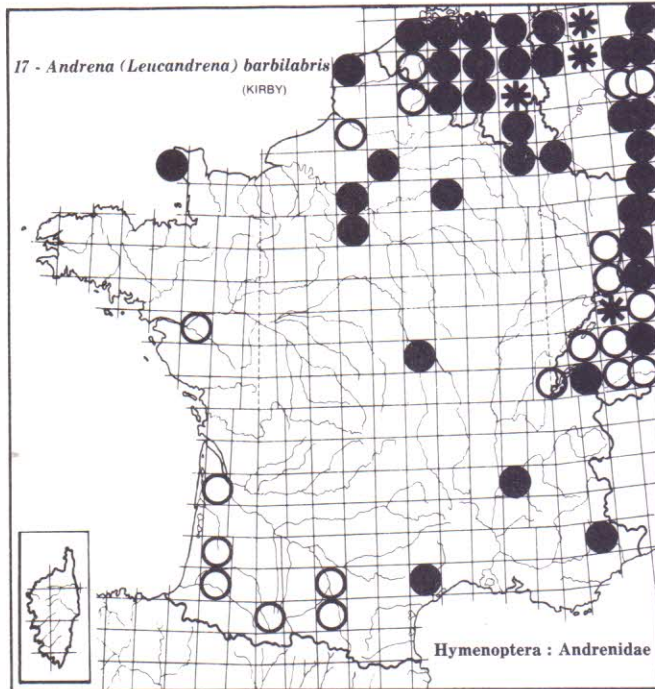 17 - Andrena (Leucandrena) barbilabris
(KIRBY)
Hymenoptera : Andrenidae